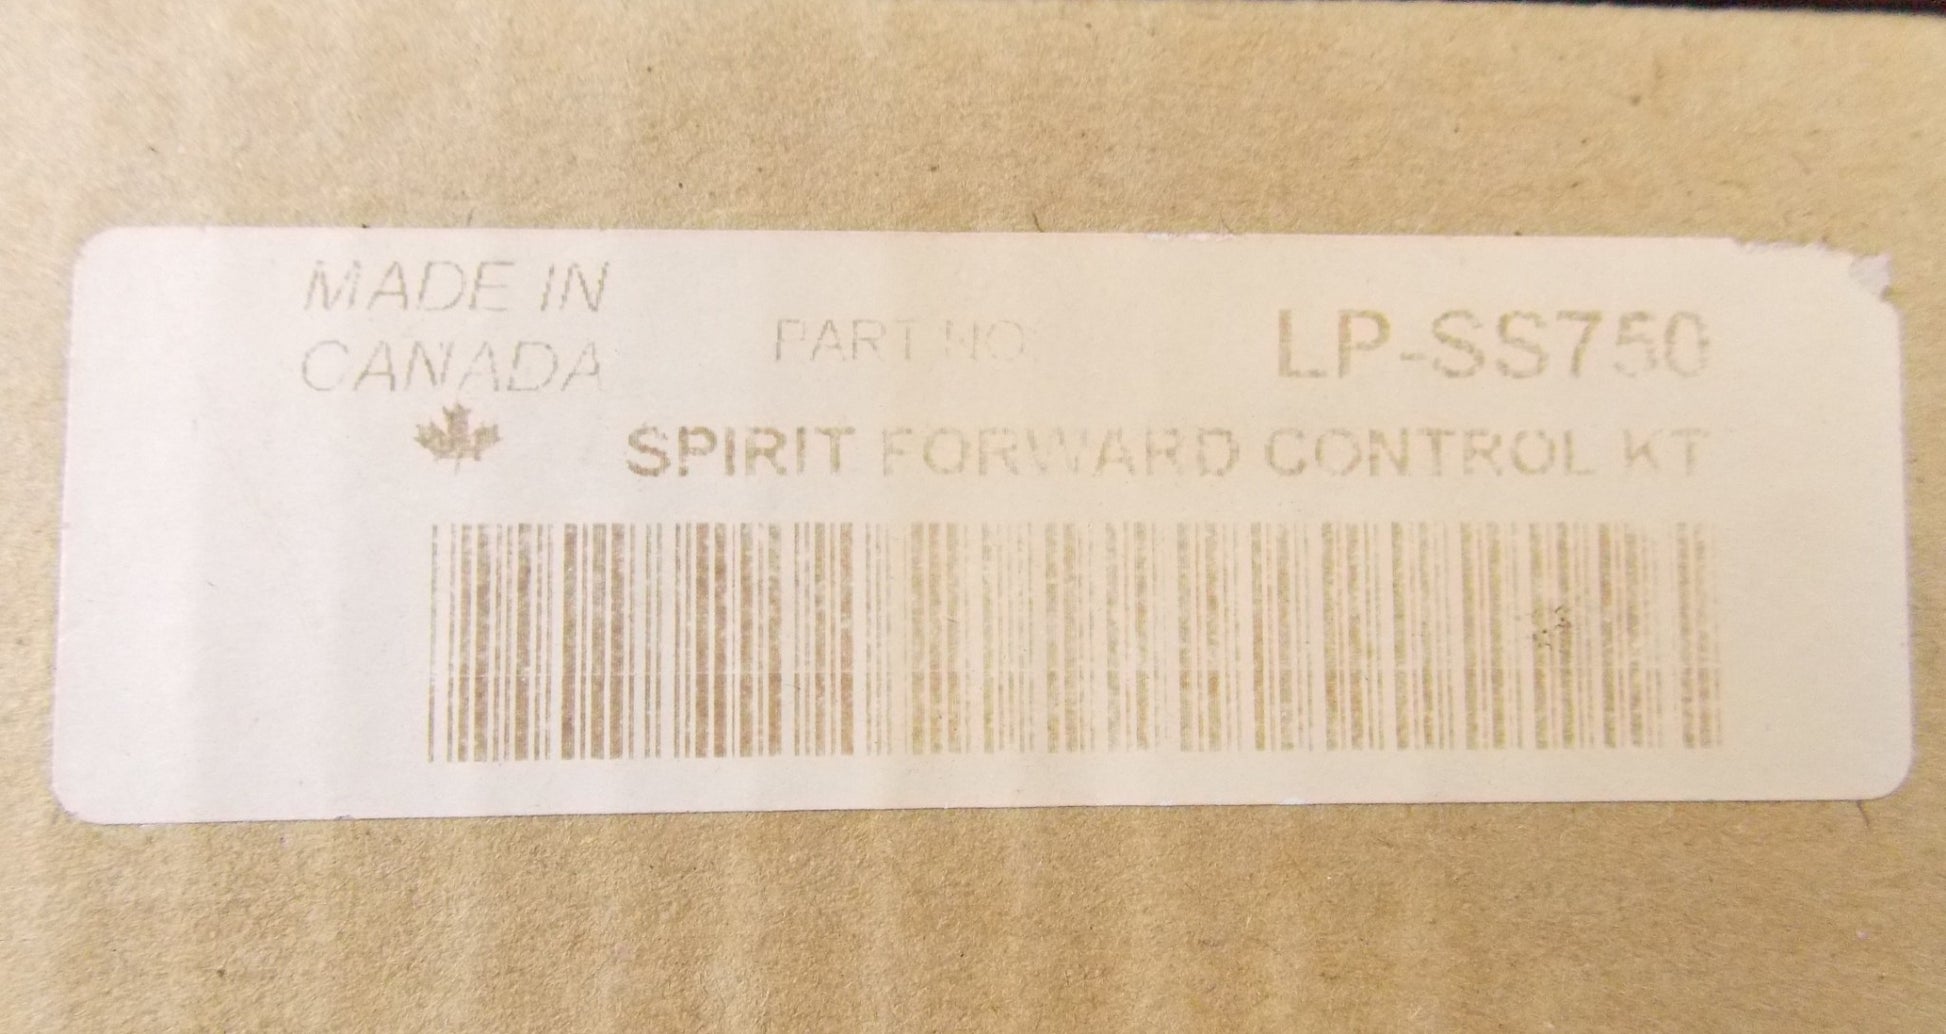 MADE IN
CANADA
PART NO:
LP-SS750
SPIRIT FORWARD CONTROL KT